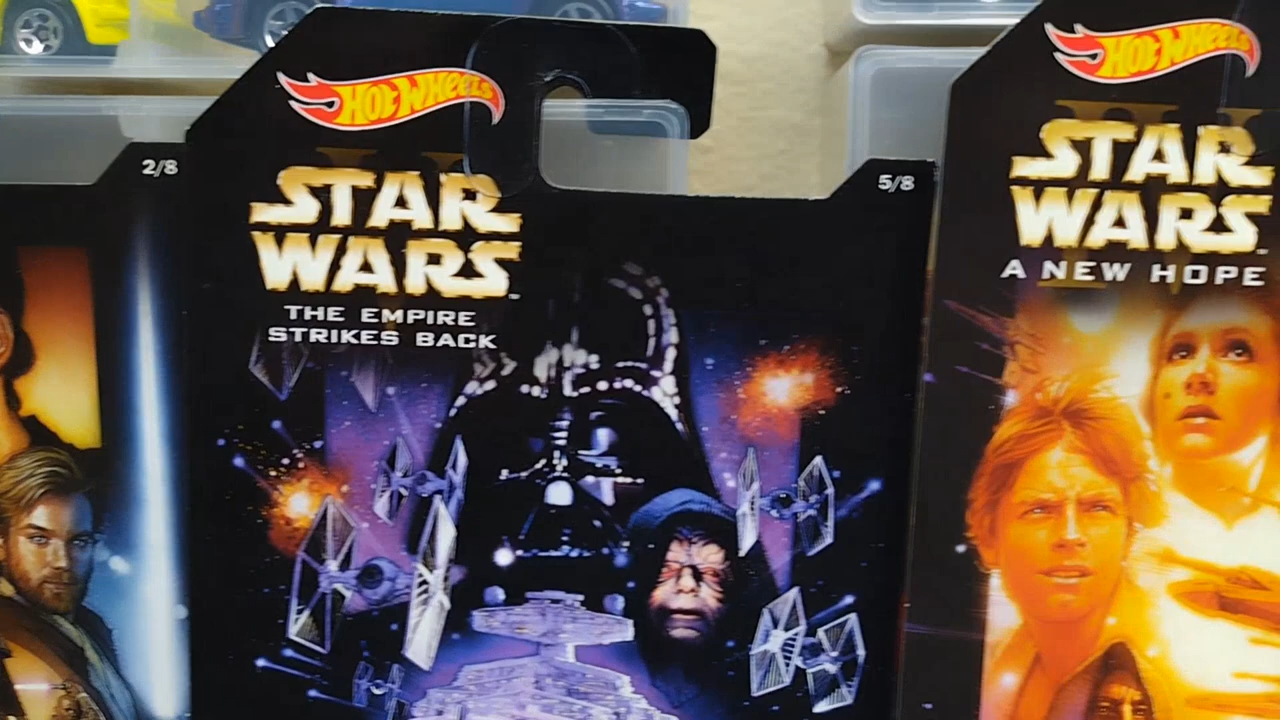 2/8
HOT WHEELS
STAR
WARS
THE EMPIRE
STRIKES BACK
5/8
HOT WHEELS
STAR
WARS
A NEW HOPE